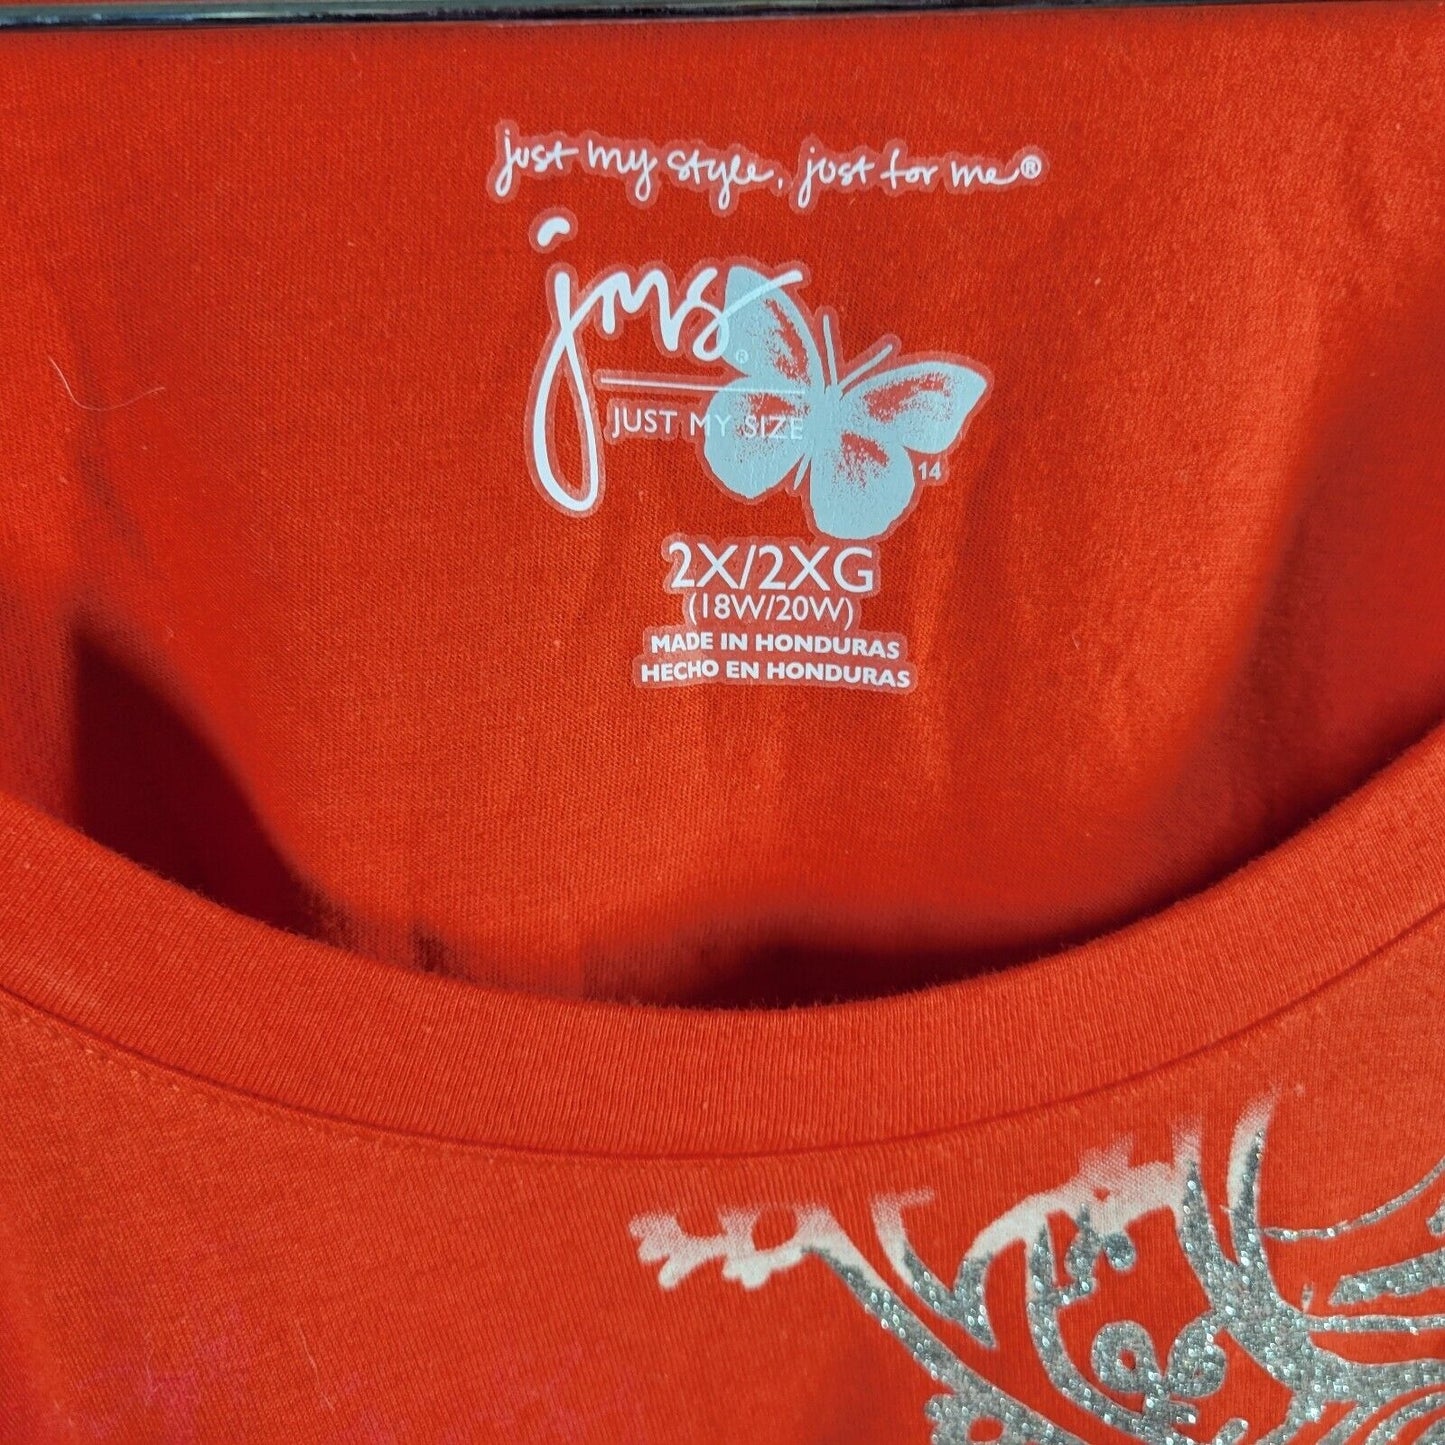 just my style, just for me®
jms®
JUST MY SIZE
14
2X/2XG
(18W/20W)
MADE IN HONDURAS
HECHO EN HONDURAS